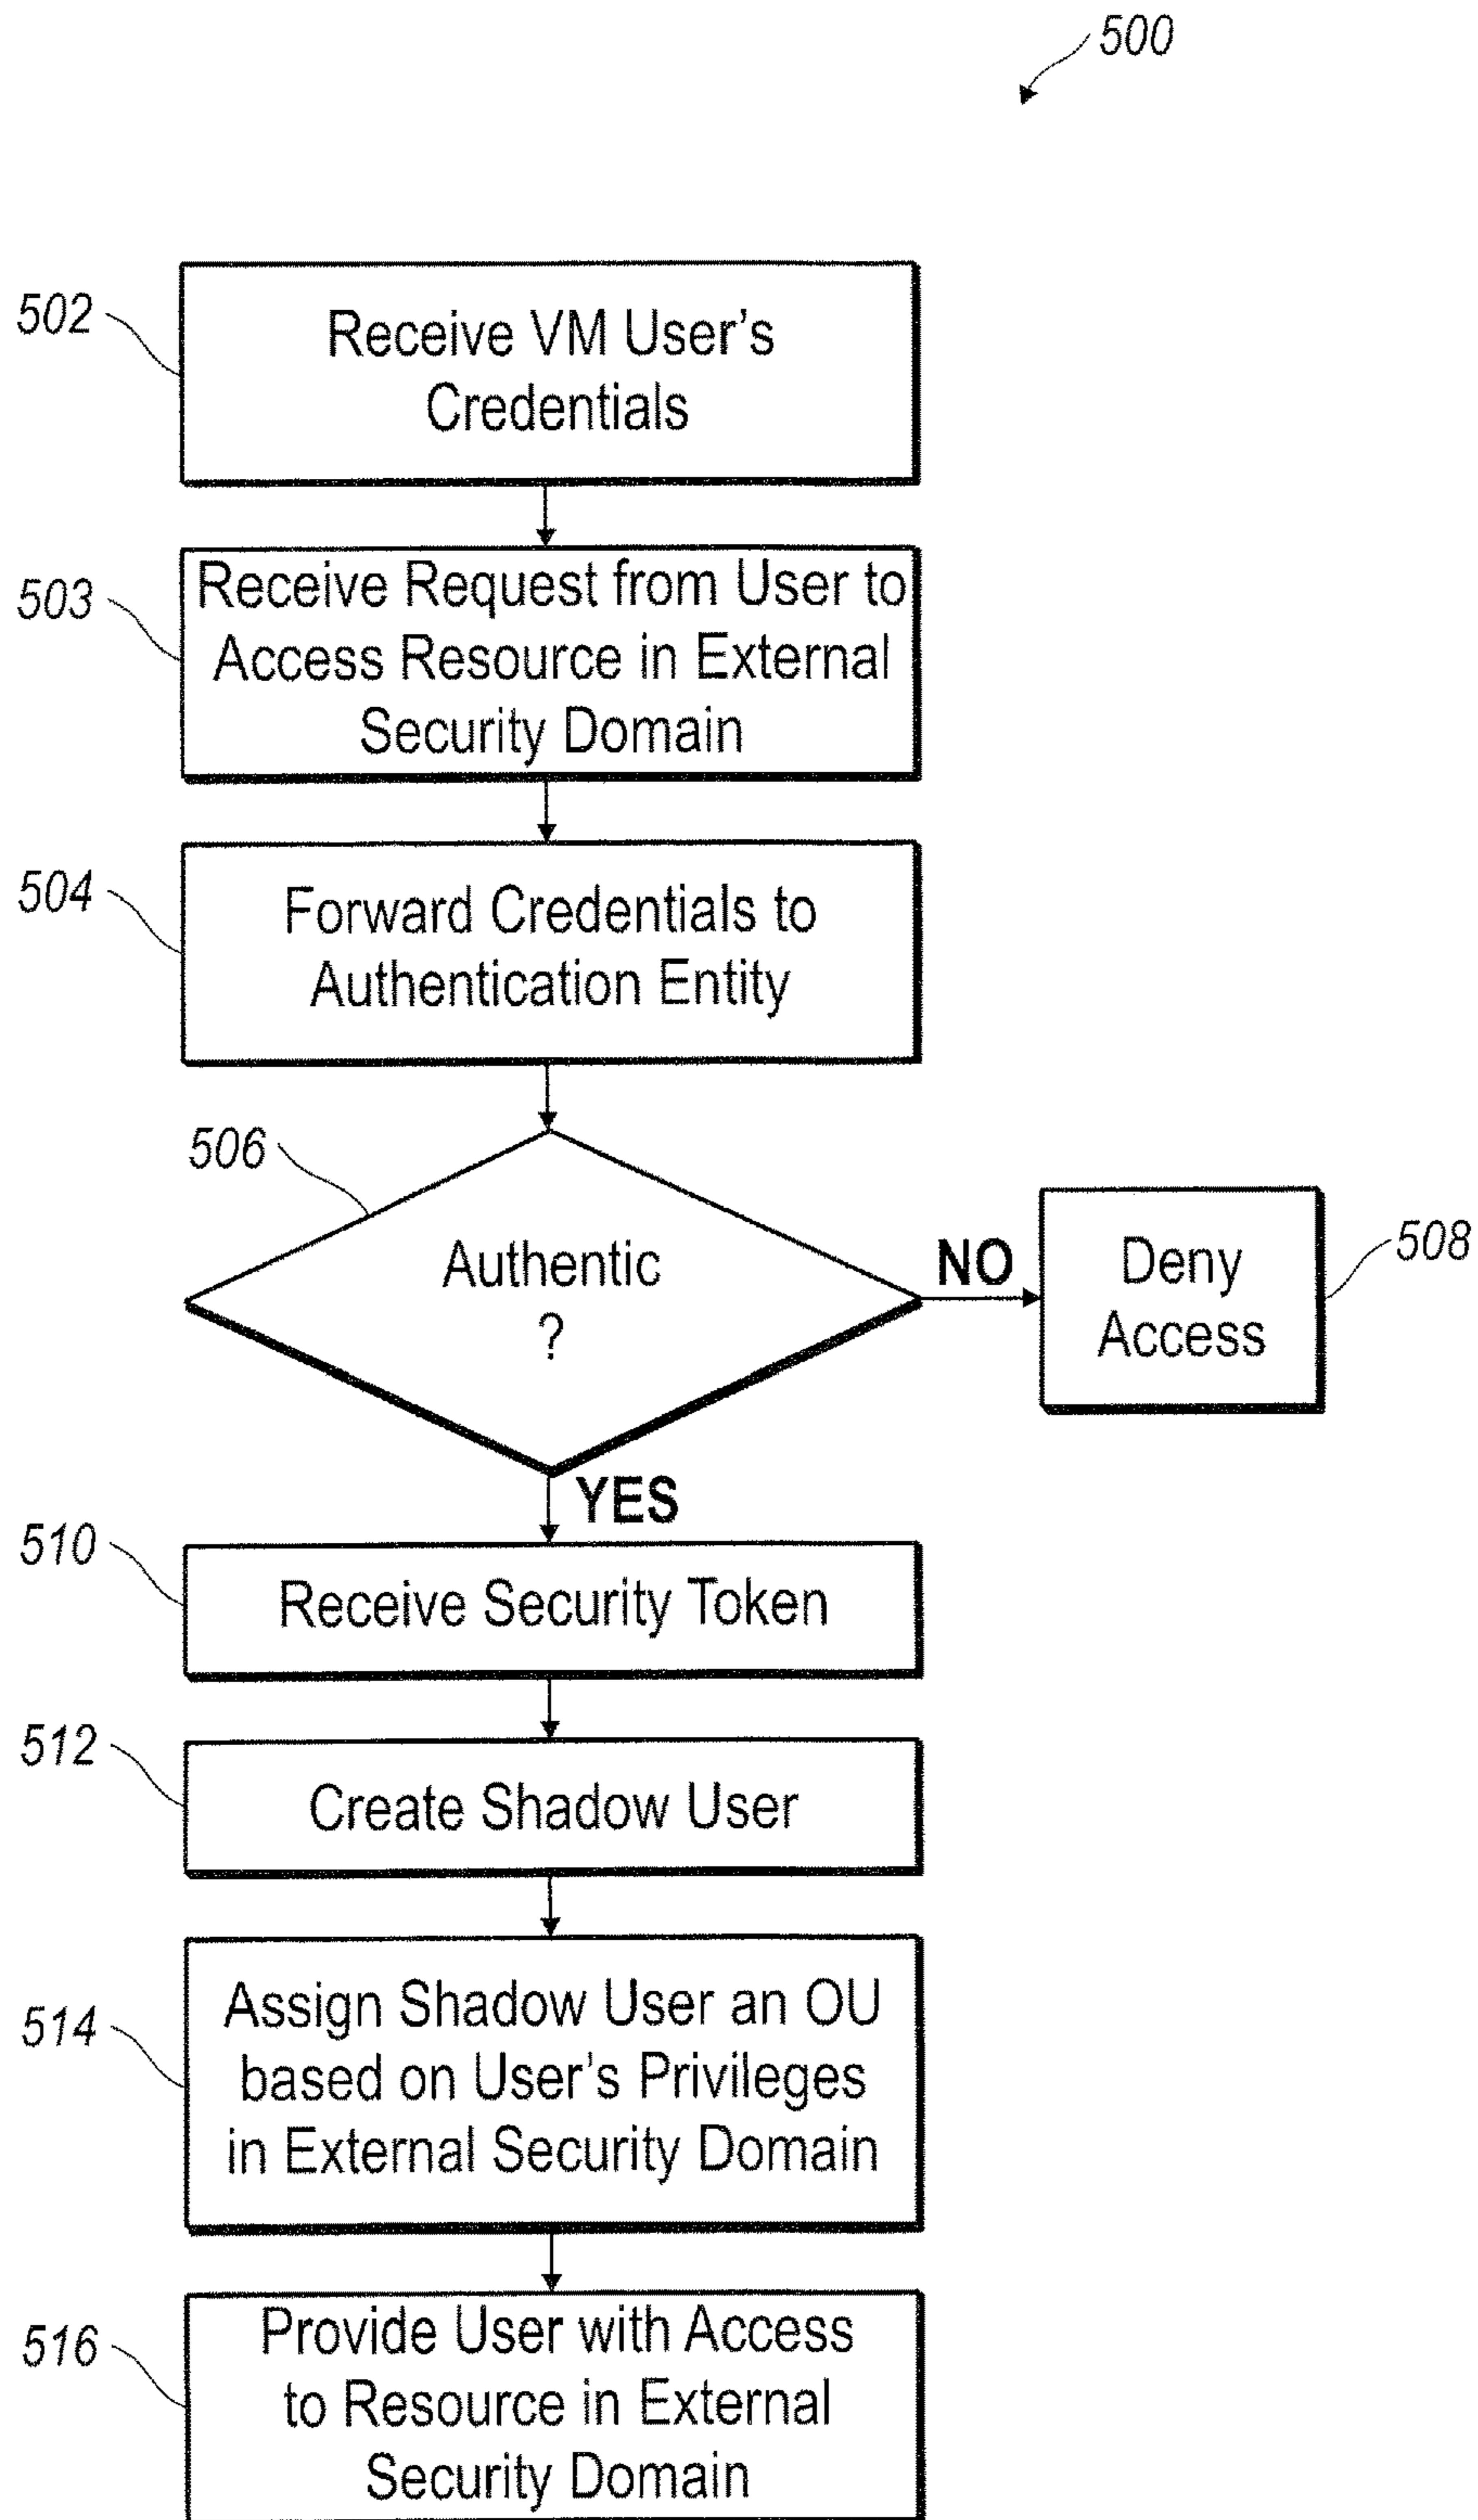 500
502
Receive VM User's
Credentials
503
Receive Request from User to
Access Resource in External
Security Domain
504
Forward Credentials to
Authentication Entity
506
Authentic
?
NO
Deny
Access
508
YES
510
Receive Security Token
512
Create Shadow User
514
Assign Shadow User an OU
based on User's Privileges
in External Security Domain
516
Provide User with Access
to Resource in External
Security Domain